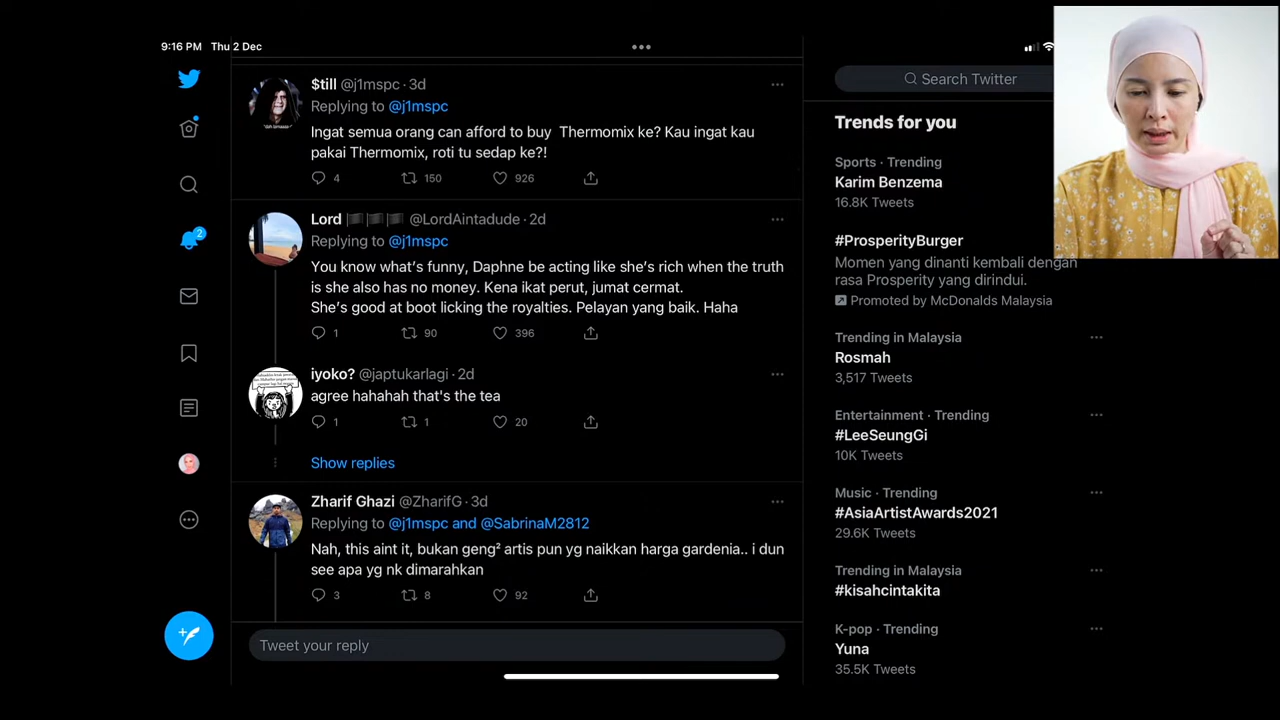 9:16 PM Thu 2 Dec
$till @j1mspc · 3d
Replying to @j1mspc
Ingat semua orang can afford to buy Thermomix ke? Kau ingat kau
pakai Thermomix, roti tu sedap ke?!
4 150 926
Lord 🏴🏴🏴 @LordAintadude · 2d
Replying to @j1mspc
You know what's funny, Daphne be acting like she's rich when the truth
is she also has no money. Kena ikat perut, jumat cermat.
She's good at boot licking the royalties. Pelayan yang baik. Haha
1 90 396
iyoko? @japtukarlagi · 2d
agree hahahah that's the tea
1 1 20
Show replies
Zharif Ghazi @ZharifG · 3d
Replying to @j1mspc and @SabrinaM2812
Nah, this aint it, bukan geng² artis pun yg naikkan harga gardenia.. i dun
see apa yg nk dimarahkan
3 8 92
Tweet your reply
2
Search Twitter
Trends for you
Sports · Trending
Karim Benzema
16.8K Tweets
#ProsperityBurger
Momen yang dinanti kembali dengan
rasa Prosperity yang dirindui.
Promoted by McDonalds Malaysia
Trending in Malaysia
Rosmah
3,517 Tweets
Entertainment · Trending
#LeeSeungGi
10K Tweets
Music · Trending
#AsiaArtistAwards2021
29.6K Tweets
Trending in Malaysia
#kisahcintakita
K-pop · Trending
Yuna
35.5K Tweets